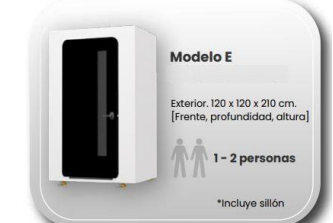 Modelo E
Exterior. 120 x 120 x 210 cm.
[Frente, profundidad, altura]
1 - 2 personas
*Incluye sillón